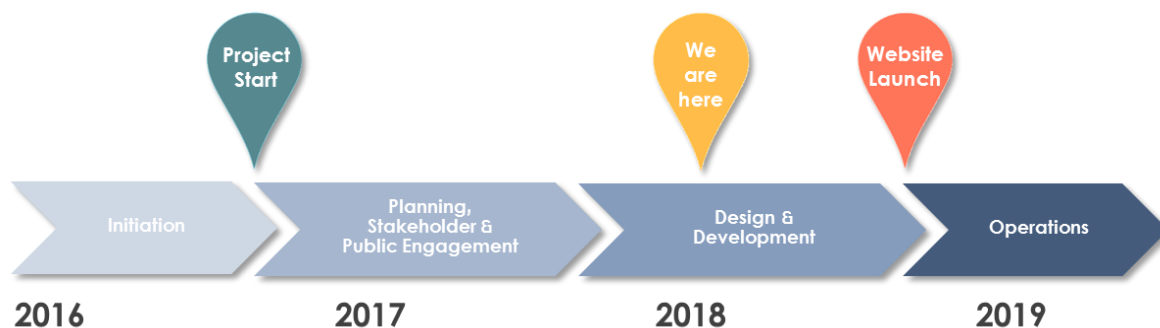 Project
Start
We
are
here
Website
Launch
Initiation
Planning,
Stakeholder &
Public Engagement
Design &
Development
Operations
2016
2017
2018
2019